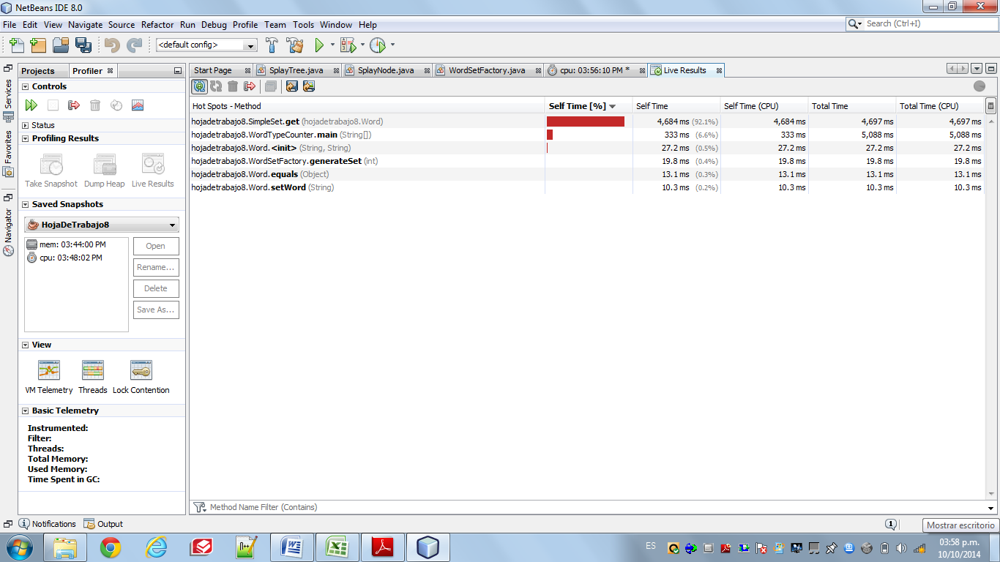 NetBeans IDE 8.0
File Edit View Navigate Source Refactor Run Debug Profile Team Tools Window Help
Search (Ctrl+I)
<default config>
Services
Favorites
Navigator
Projects Profiler
Controls
Status
Profiling Results
Take Snapshot Dump Heap Live Results
Saved Snapshots
HojaDeTrabajo8
mem: 03:44:00 PM
cpu: 03:48:02 PM
Open
Rename...
Delete
Save As...
View
VM Telemetry Threads Lock Contention
Basic Telemetry
Instrumented:
Filter:
Threads:
Total Memory:
Used Memory:
Time Spent in GC:
Start Page SplayTree.java SplayNode.java WordSetFactory.java cpu: 03:56:10 PM * Live Results
Hot Spots - Method Self Time [%] Self Time Self Time (CPU) Total Time Total Time (CPU)
hojadetrabajo8.SimpleSet.get (hojadetrabajo8.Word) 4,684 ms (92.1%) 4,684 ms 4,697 ms 4,697 ms
hojadetrabajo8.WordTypeCounter.main (String[]) 333 ms (6.6%) 333 ms 5,088 ms 5,088 ms
hojadetrabajo8.Word.<init> (String, String) 27.2 ms (0.5%) 27.2 ms 27.2 ms 27.2 ms
hojadetrabajo8.WordSetFactory.generateSet (int) 19.8 ms (0.4%) 19.8 ms 19.8 ms 19.8 ms
hojadetrabajo8.Word.equals (Object) 13.1 ms (0.3%) 13.1 ms 13.1 ms 13.1 ms
hojadetrabajo8.Word.setWord (String) 10.3 ms (0.2%) 10.3 ms 10.3 ms 10.3 ms
Method Name Filter (Contains)
Notifications Output
1
Mostrar escritorio
ES
03:58 p.m.
10/10/2014